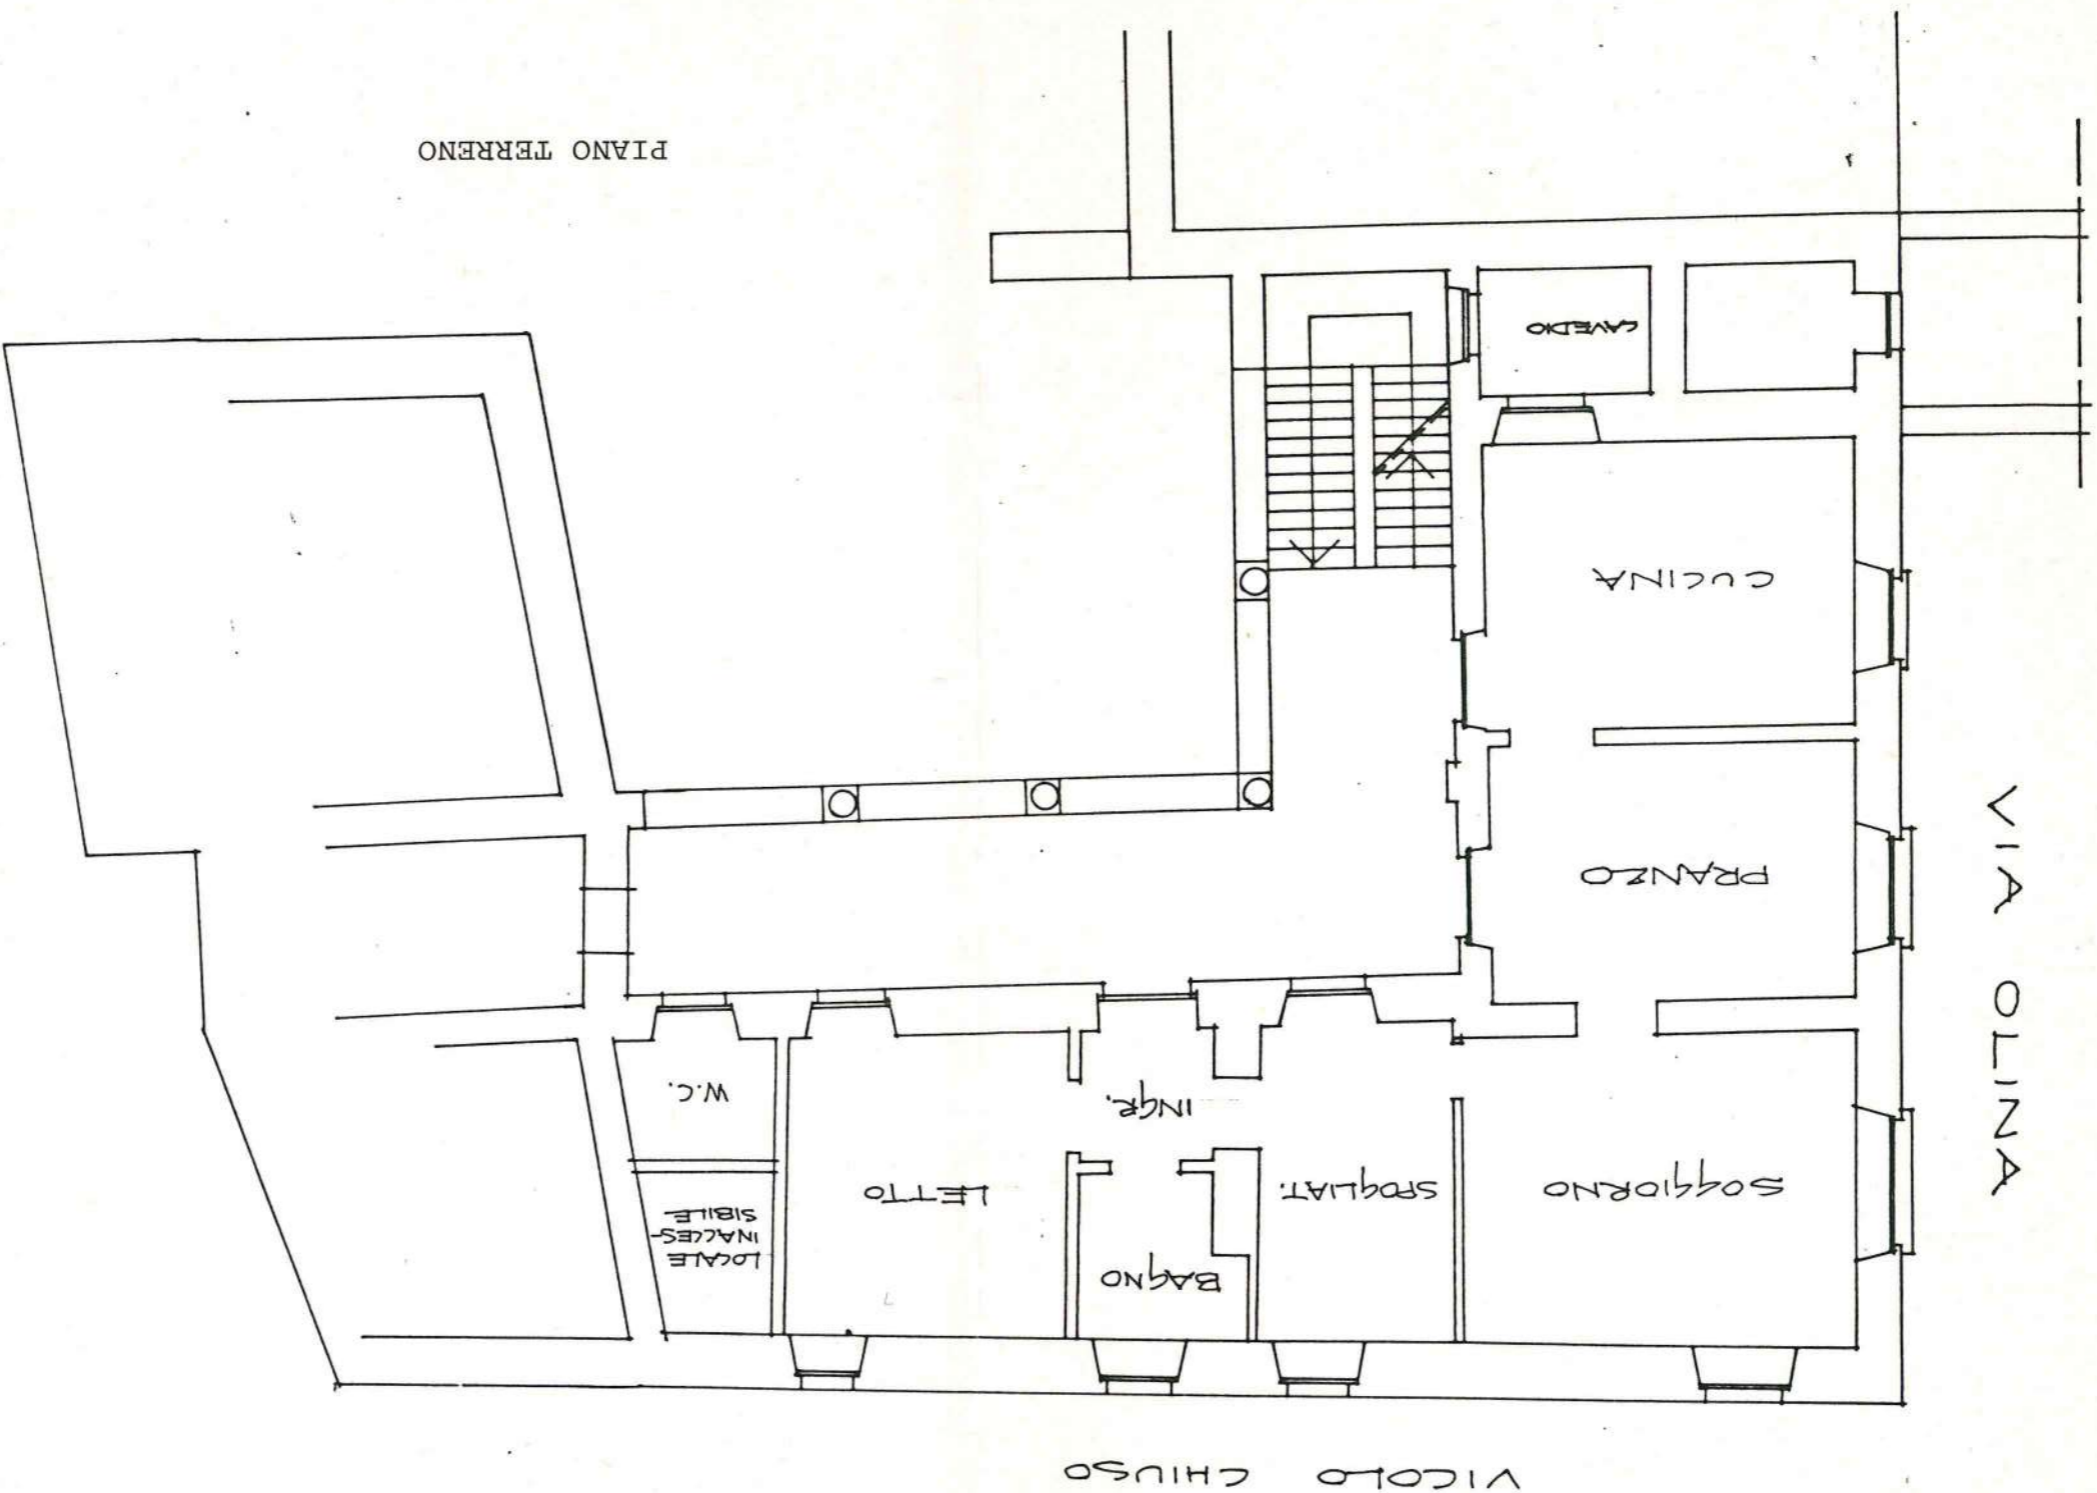 VICOLO CHIUSO
BAGNO
LOCALE
INACCES-
SIBILE
SOGGIORNO
SPOGLIAT.
LETTO
INGR.
W.C.
PRANZO
CUCINA
CAVEDIO
PIANO TERRENO
VIA OLINA